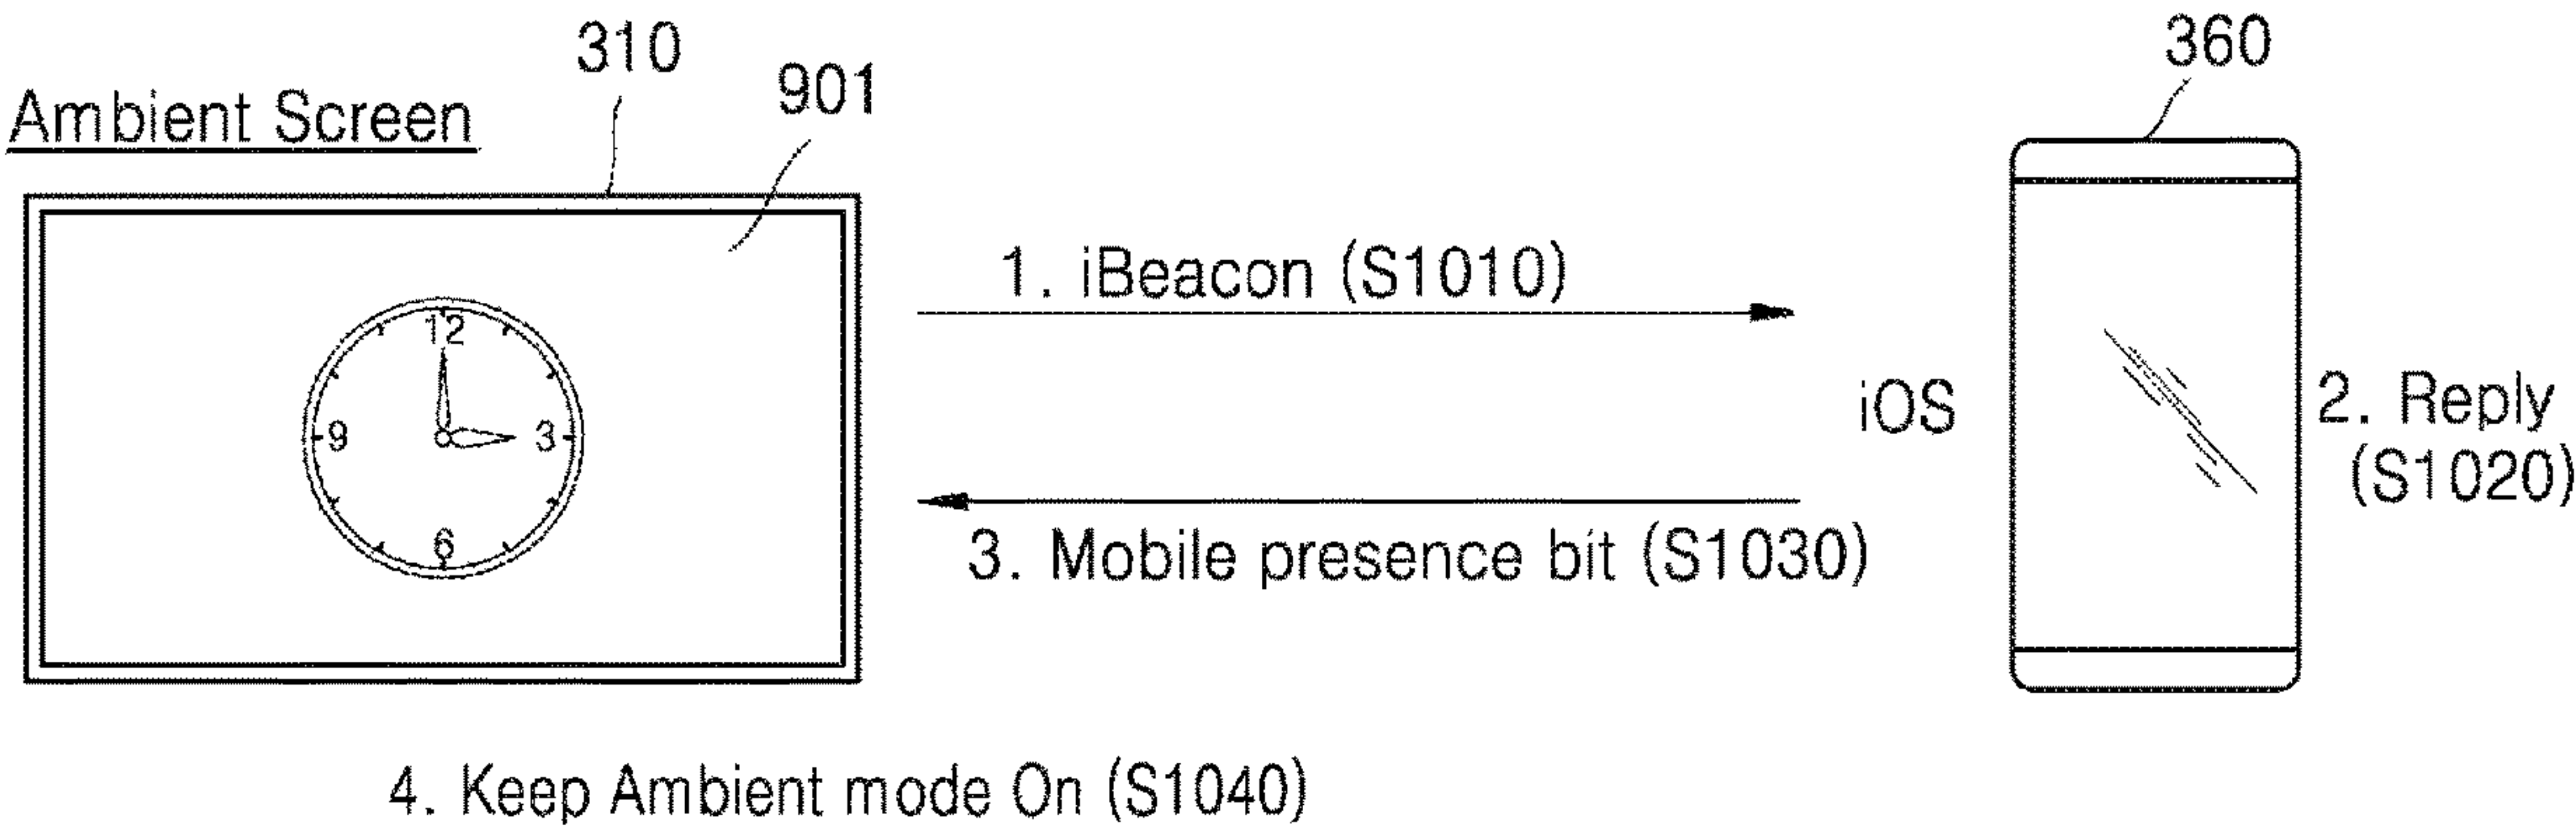 310
360
901
Ambient Screen
1. iBeacon (S1010)
12
9
3
6
iOS
2. Reply
(S1020)
3. Mobile presence bit (S1030)
4. Keep Ambient mode On (S1040)